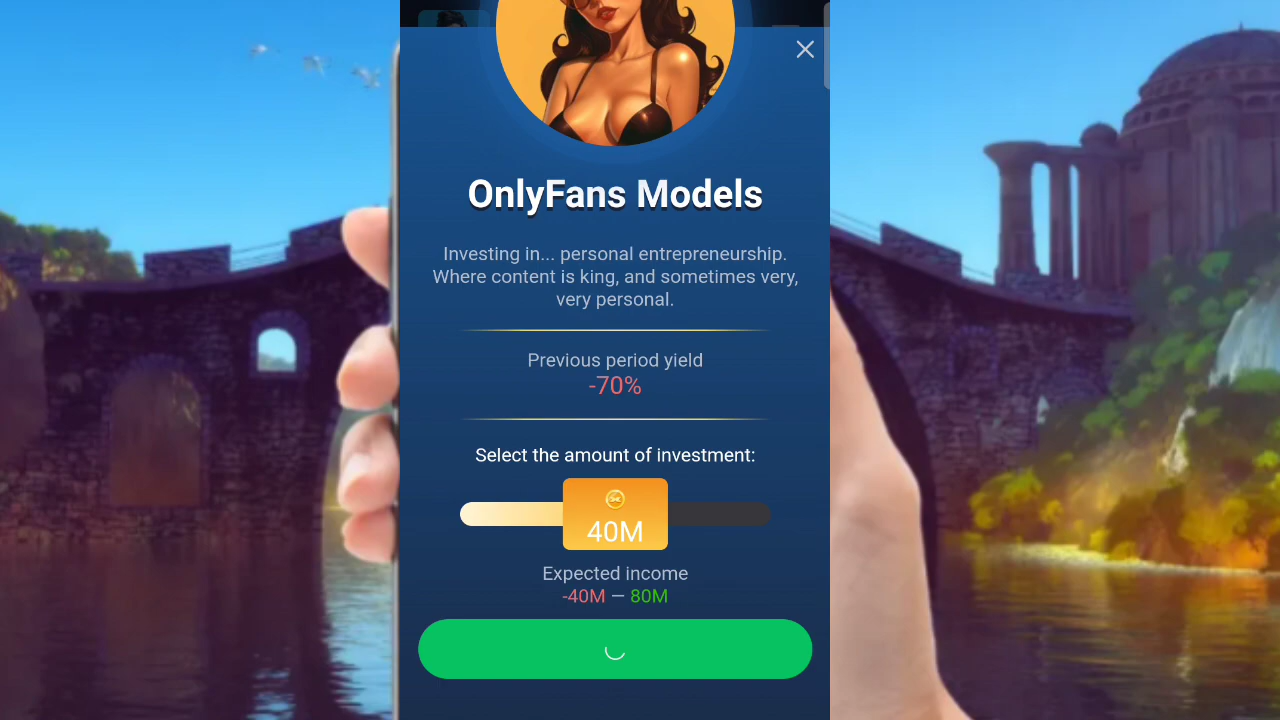 OnlyFans Models
Investing in... personal entrepreneurship.
Where content is king, and sometimes very,
very personal.
Previous period yield
-70%
Select the amount of investment:
40M
Expected income
-40M — 80M